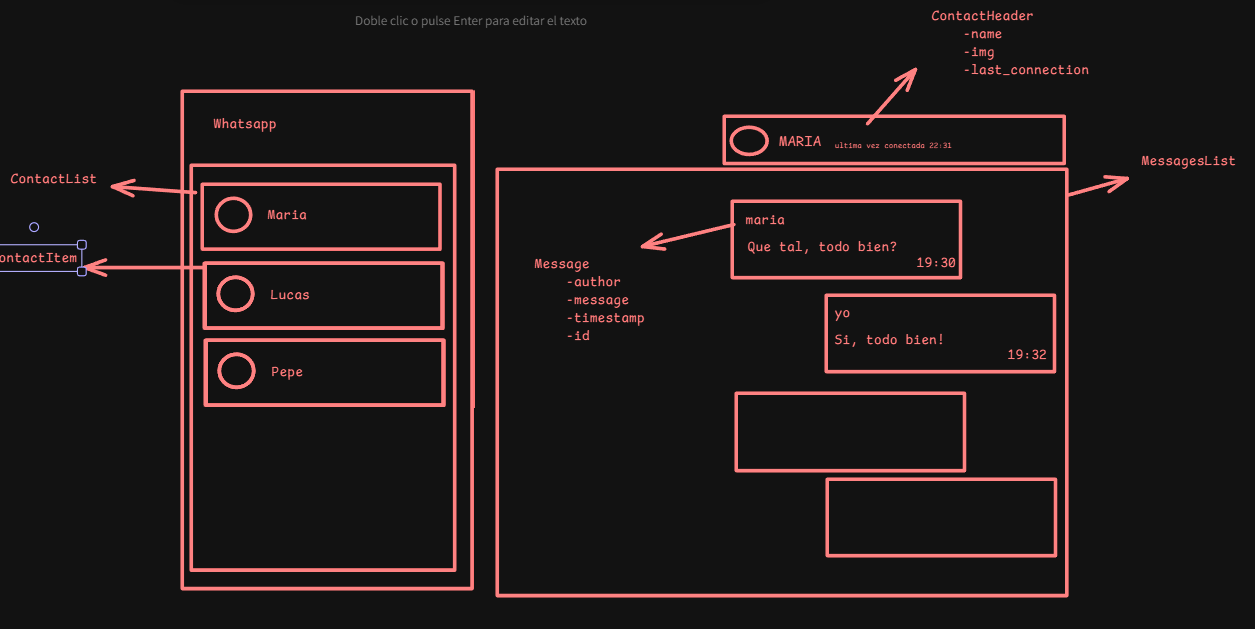 Doble clic o pulse Enter para editar el texto
ContactHeader
-name
-img
-last_connection
Whatsapp
MARIA ultima vez conectada 22:31
MessagesList
ContactList
Maria
maria
Que tal, todo bien?
19:30
ontactItem
Message
-author
-message
-timestamp
-id
Lucas
yo
Si, todo bien!
19:32
Pepe